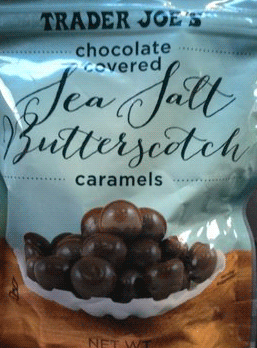 TRADER JOE'S
chocolate
covered
Sea Salt
Butterscotch
caramels
NET WT